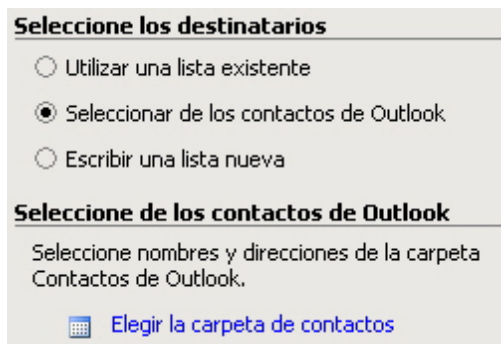 Seleccione los destinatarios
Utilizar una lista existente
Seleccionar de los contactos de Outlook
Escribir una lista nueva
Seleccione de los contactos de Outlook
Seleccione nombres y direcciones de la carpeta
Contactos de Outlook.
Elegir la carpeta de contactos